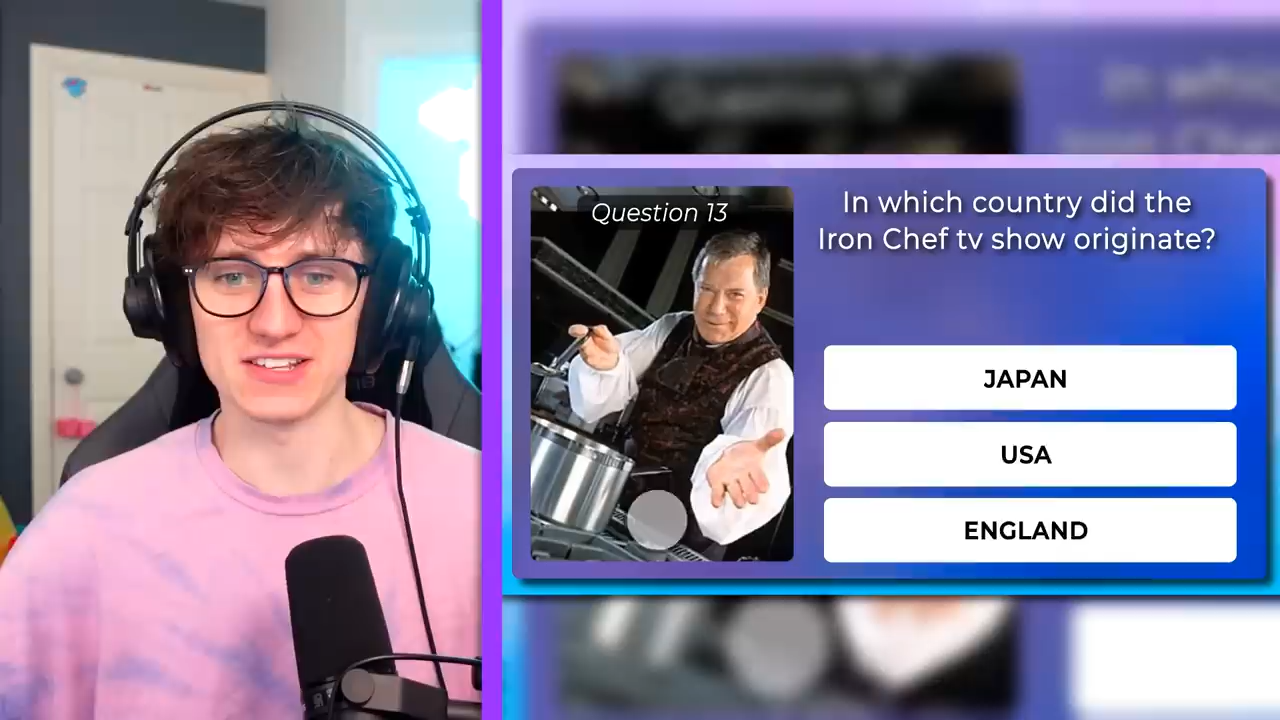 Question 13
In which country did the
Iron Chef tv show originate?
JAPAN
USA
ENGLAND